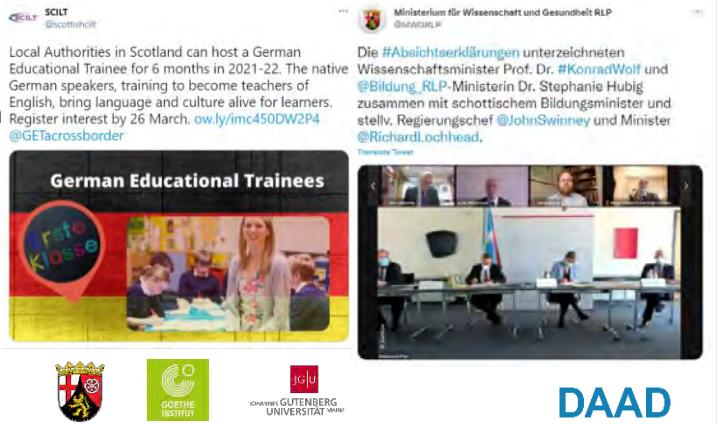 SCILT
@scottishcilt
Local Authorities in Scotland can host a German
Educational Trainee for 6 months in 2021-22. The native
German speakers, training to become teachers of
English, bring language and culture alive for learners.
Register interest by 26 March. ow.ly/imc450DW2P4
@GETacrossborder
German Educational Trainees
Erste
Klasse
Ministerium für Wissenschaft und Gesundheit RLP
@MWGRLP
Die #Absichtserklärungen unterzeichneten
Wissenschaftsminister Prof. Dr. #KonradWolf und
@Bildung_RLP-Ministerin Dr. Stephanie Hubig
zusammen mit schottischem Bildungsminister und
stellv. Regierungschef @JohnSwinney und Minister
@RichardLochhead.
Translate Tweet
GOETHE
INSTITUT
JG|U
JOHANNES GUTENBERG
UNIVERSITÄT MAINZ
DAAD